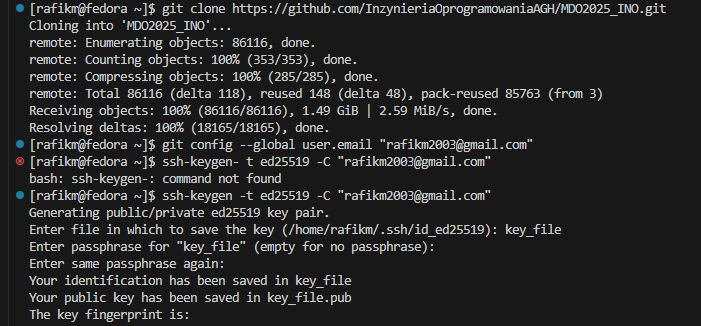 [rafikm@fedora ~]$ git clone https://github.com/InzynieriaOprogramowaniaAGH/MDO2025_INO.git
Cloning into 'MDO2025_INO'...
remote: Enumerating objects: 86116, done.
remote: Counting objects: 100% (353/353), done.
remote: Compressing objects: 100% (285/285), done.
remote: Total 86116 (delta 118), reused 148 (delta 48), pack-reused 85763 (from 3)
Receiving objects: 100% (86116/86116), 1.49 GiB | 2.59 MiB/s, done.
Resolving deltas: 100% (18165/18165), done.
[rafikm@fedora ~]$ git config --global user.email "rafikm2003@gmail.com"
[rafikm@fedora ~]$ ssh-keygen- t ed25519 -C "rafikm2003@gmail.com"
bash: ssh-keygen-: command not found
[rafikm@fedora ~]$ ssh-keygen -t ed25519 -C "rafikm2003@gmail.com"
Generating public/private ed25519 key pair.
Enter file in which to save the key (/home/rafikm/.ssh/id_ed25519): key_file
Enter passphrase for "key_file" (empty for no passphrase):
Enter same passphrase again:
Your identification has been saved in key_file
Your public key has been saved in key_file.pub
The key fingerprint is: